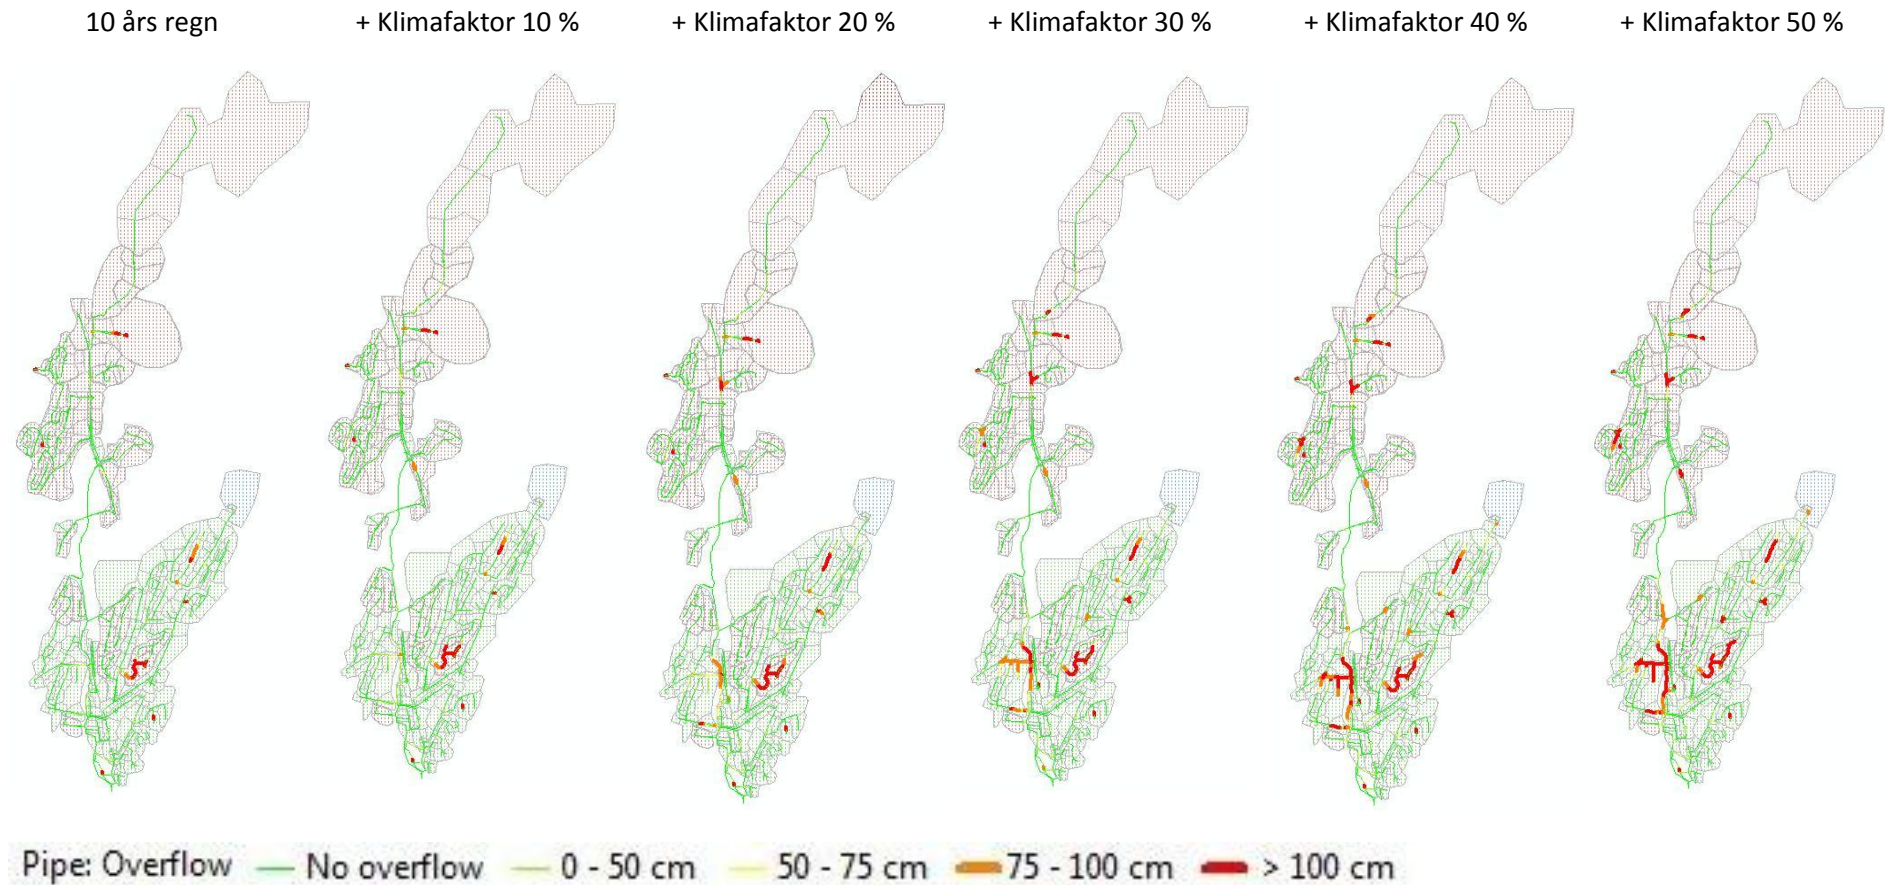 10 års regn
+ Klimafaktor 10 %
+ Klimafaktor 20 %
+ Klimafaktor 30 %
+ Klimafaktor 40 %
+ Klimafaktor 50 %
Pipe: Overflow No overflow 0 - 50 cm 50 - 75 cm 75 - 100 cm > 100 cm